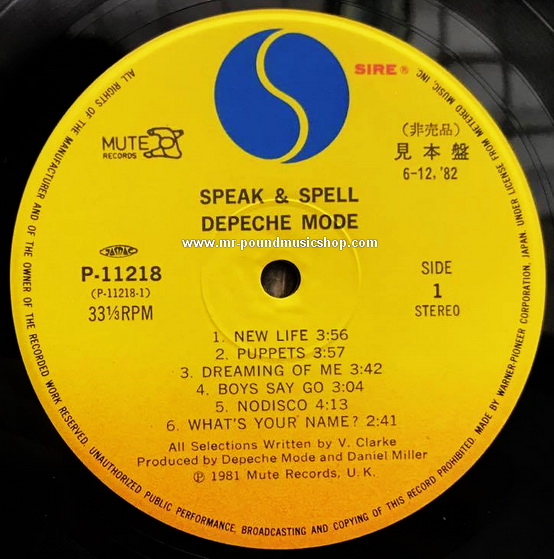 SIRE®
MUTE
RECORDS
(非売品)
見本盤
6-12, '82
SPEAK & SPELL
DEPECHE MODE
www.mr-poundmusicshop.com
P-11218
(P-11218-1)
33⅓RPM
SIDE
1
STEREO
1. NEW LIFE 3:56
2. PUPPETS 3:57
3. DREAMING OF ME 3:42
4. BOYS SAY GO 3:04
5. NODISCO 4:13
6. WHAT'S YOUR NAME? 2:41
All Selections Written by V. Clarke
Produced by Depeche Mode and Daniel Miller
Ⓟ 1981 Mute Records, U. K.
ALL RIGHTS OF THE MANUFACTURER AND OF THE OWNER OF THE RECORDED WORK RESERVED. UNAUTHORIZED PUBLIC PERFORMANCE, BROADCASTING AND COPYING OF THIS RECORD PROHIBITED. MADE BY WARNER-PIONEER CORPORATION, JAPAN. UNDER LICENSE FROM METERED MUSIC, INC.